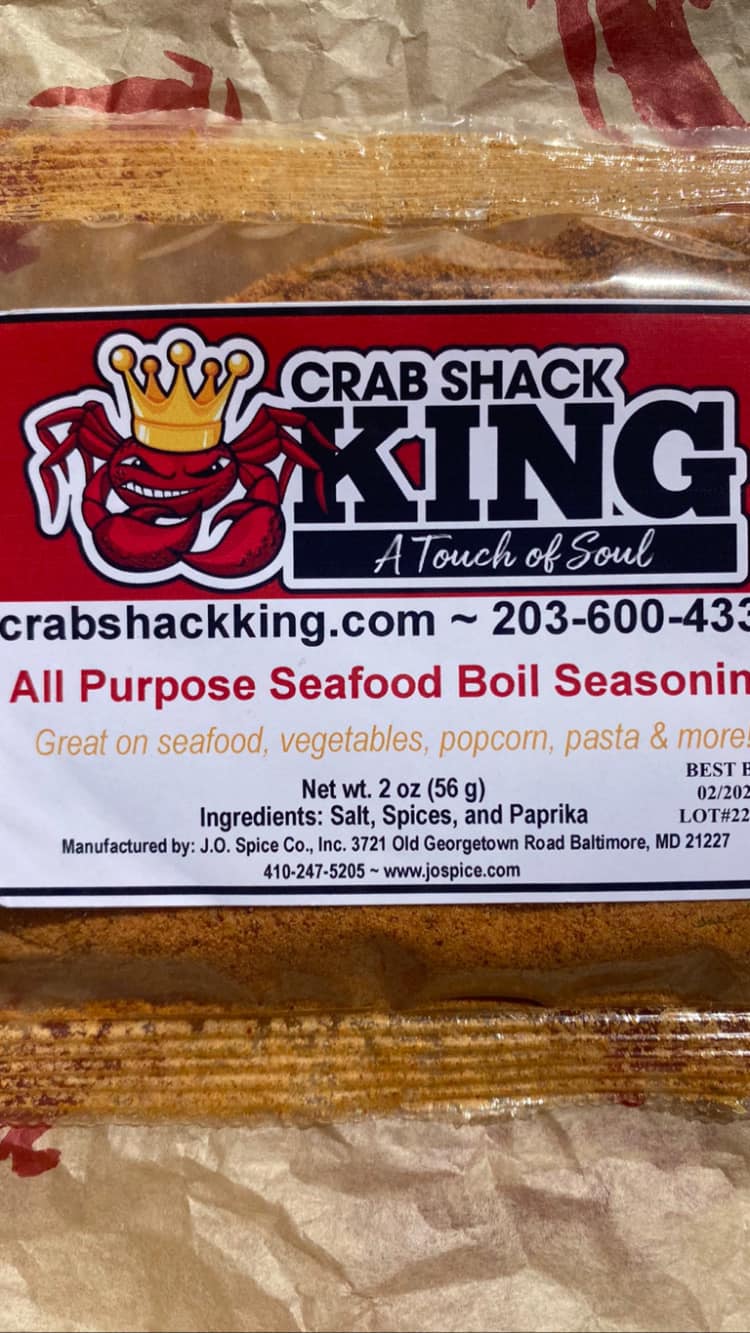 CRAB SHACK
KING
A Touch of Soul
crabshackking.com ~ 203-600-433
All Purpose Seafood Boil Seasonin
Great on seafood, vegetables, popcorn, pasta & more!
BEST B
Net wt. 2 oz (56 g)
02/202
Ingredients: Salt, Spices, and Paprika
LOT#22
Manufactured by: J.O. Spice Co., Inc. 3721 Old Georgetown Road Baltimore, MD 21227
410-247-5205 ~ www.jospice.com